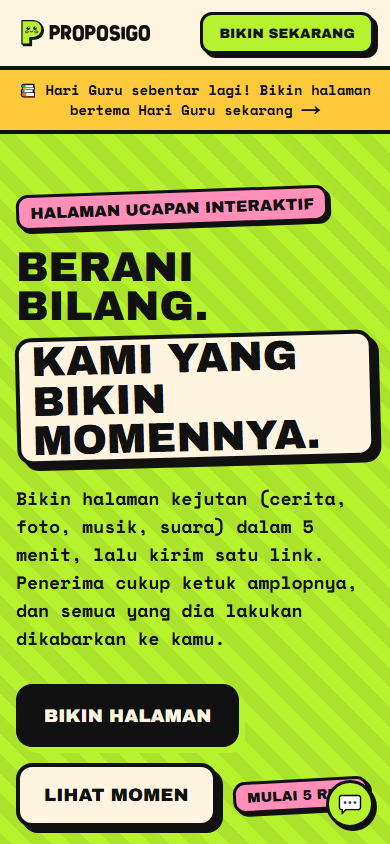 PROPOSIGO
BIKIN SEKARANG
Hari Guru sebentar lagi! Bikin halaman
bertema Hari Guru sekarang →
HALAMAN UCAPAN INTERAKTIF
BERANI
BILANG.
KAMI YANG
BIKIN
MOMENNYA.
Bikin halaman kejutan (cerita,
foto, musik, suara) dalam 5
menit, lalu kirim satu link.
Penerima cukup ketuk amplopnya,
dan semua yang dia lakukan
dikabarkan ke kamu.
BIKIN HALAMAN
LIHAT MOMEN
MULAI 5